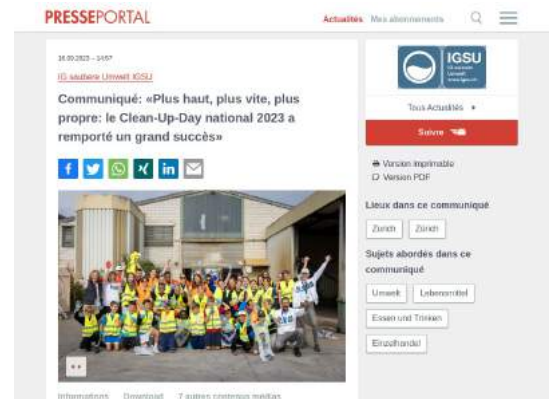 PRESSEPORTAL
Actualités Mes abonnements
IG saubere Umwelt IGSU
Communiqué: «Plus haut, plus vite, plus
propre: le Clean-Up-Day national 2023 a
remporté un grand succès»
Informations Download 7 autres contenus médias
IGSU
Tous Actualités
Suivre
Version imprimable
Version PDF
Lieux dans ce communiqué
Zürich Zürich
Sujets abordés dans ce
communiqué
Umwelt Lebensmittel
Essen und Trinken
Einzelhandel